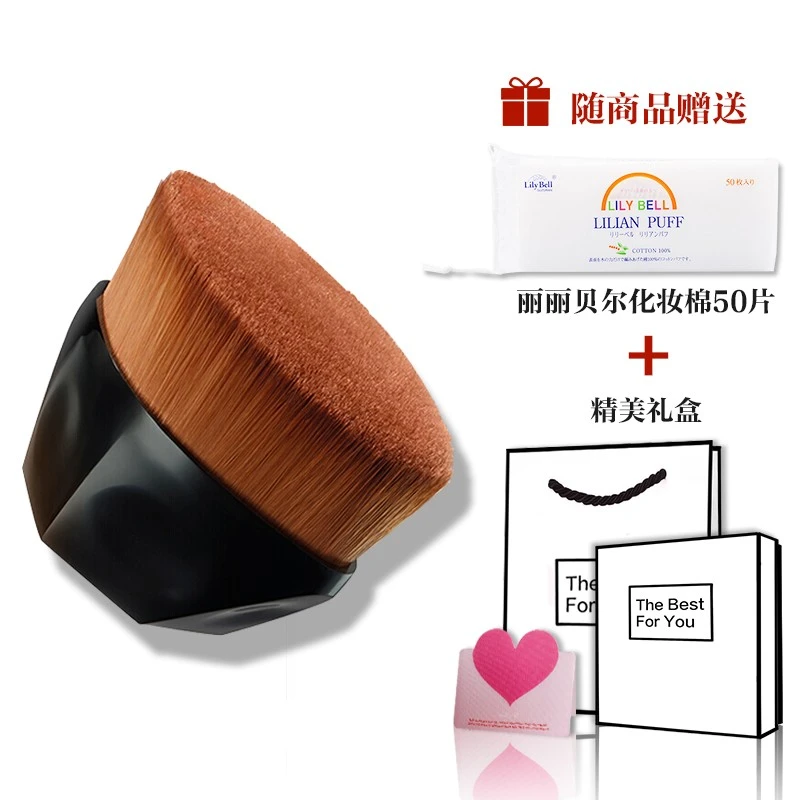 随商品赠送
Lily Bell
50枚入り
LILY BELL
LILIAN PUFF
リリーベル リリアンパフ
COTTON 100%
丽丽贝尔化妆棉50片
+
精美礼盒
The
For
The Best
For You